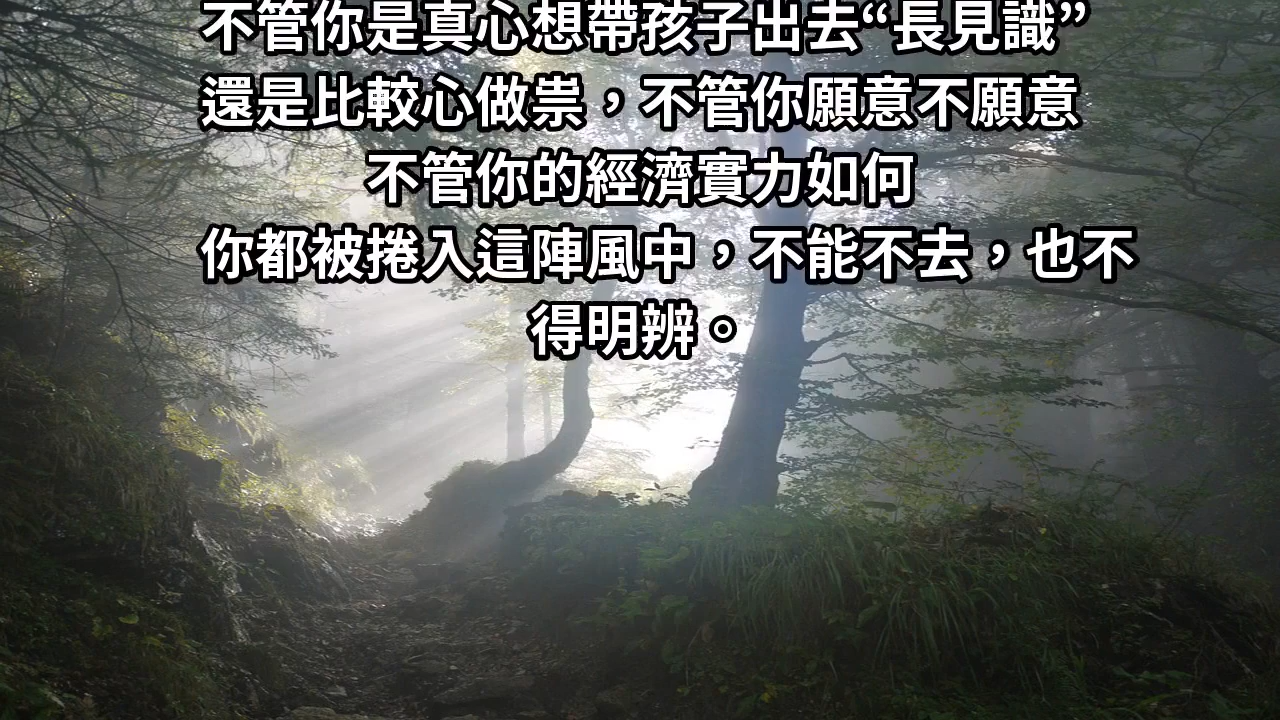 不管你是真心想帶孩子出去“長見識”
還是比較心做祟，不管你願意不願意
不管你的經濟實力如何
你都被捲入這陣風中，不能不去，也不
得明辨。